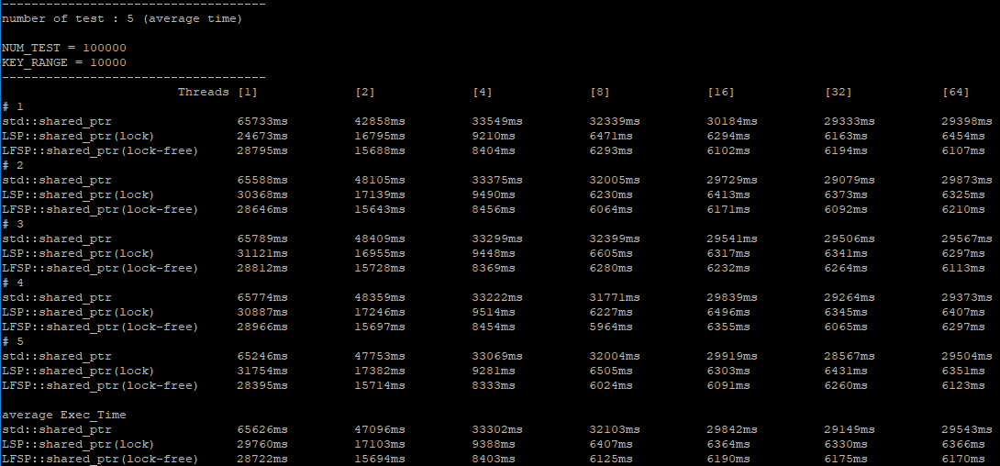 ------------------------------------
number of test : 5 (average time)
NUM_TEST = 100000
KEY_RANGE = 10000
------------------------------------
Threads [1] [2] [4] [8] [16] [32] [64]
# 1
std::shared_ptr 65733ms 42858ms 33549ms 32339ms 30184ms 29333ms 29398ms
LSP::shared_ptr(lock) 24673ms 16795ms 9210ms 6471ms 6294ms 6163ms 6454ms
LFSP::shared_ptr(lock-free) 28795ms 15688ms 8404ms 6293ms 6102ms 6194ms 6107ms
# 2
std::shared_ptr 65588ms 48105ms 33375ms 32005ms 29729ms 29079ms 29873ms
LSP::shared_ptr(lock) 30368ms 17139ms 9490ms 6230ms 6413ms 6373ms 6325ms
LFSP::shared_ptr(lock-free) 28646ms 15643ms 8456ms 6064ms 6171ms 6092ms 6210ms
# 3
std::shared_ptr 65789ms 48409ms 33299ms 32399ms 29541ms 29506ms 29567ms
LSP::shared_ptr(lock) 31121ms 16955ms 9448ms 6605ms 6317ms 6341ms 6297ms
LFSP::shared_ptr(lock-free) 28812ms 15728ms 8369ms 6280ms 6232ms 6264ms 6113ms
# 4
std::shared_ptr 65774ms 48359ms 33222ms 31771ms 29839ms 29264ms 29373ms
LSP::shared_ptr(lock) 30887ms 17246ms 9514ms 6227ms 6496ms 6345ms 6407ms
LFSP::shared_ptr(lock-free) 28966ms 15697ms 8454ms 5964ms 6355ms 6065ms 6297ms
# 5
std::shared_ptr 65246ms 47753ms 33069ms 32004ms 29919ms 28567ms 29504ms
LSP::shared_ptr(lock) 31754ms 17382ms 9281ms 6505ms 6303ms 6431ms 6351ms
LFSP::shared_ptr(lock-free) 28395ms 15714ms 8333ms 6024ms 6091ms 6260ms 6123ms
average Exec_Time
std::shared_ptr 65626ms 47096ms 33302ms 32103ms 29842ms 29149ms 29543ms
LSP::shared_ptr(lock) 29760ms 17103ms 9388ms 6407ms 6364ms 6330ms 6366ms
LFSP::shared_ptr(lock-free) 28722ms 15694ms 8403ms 6125ms 6190ms 6175ms 6170ms